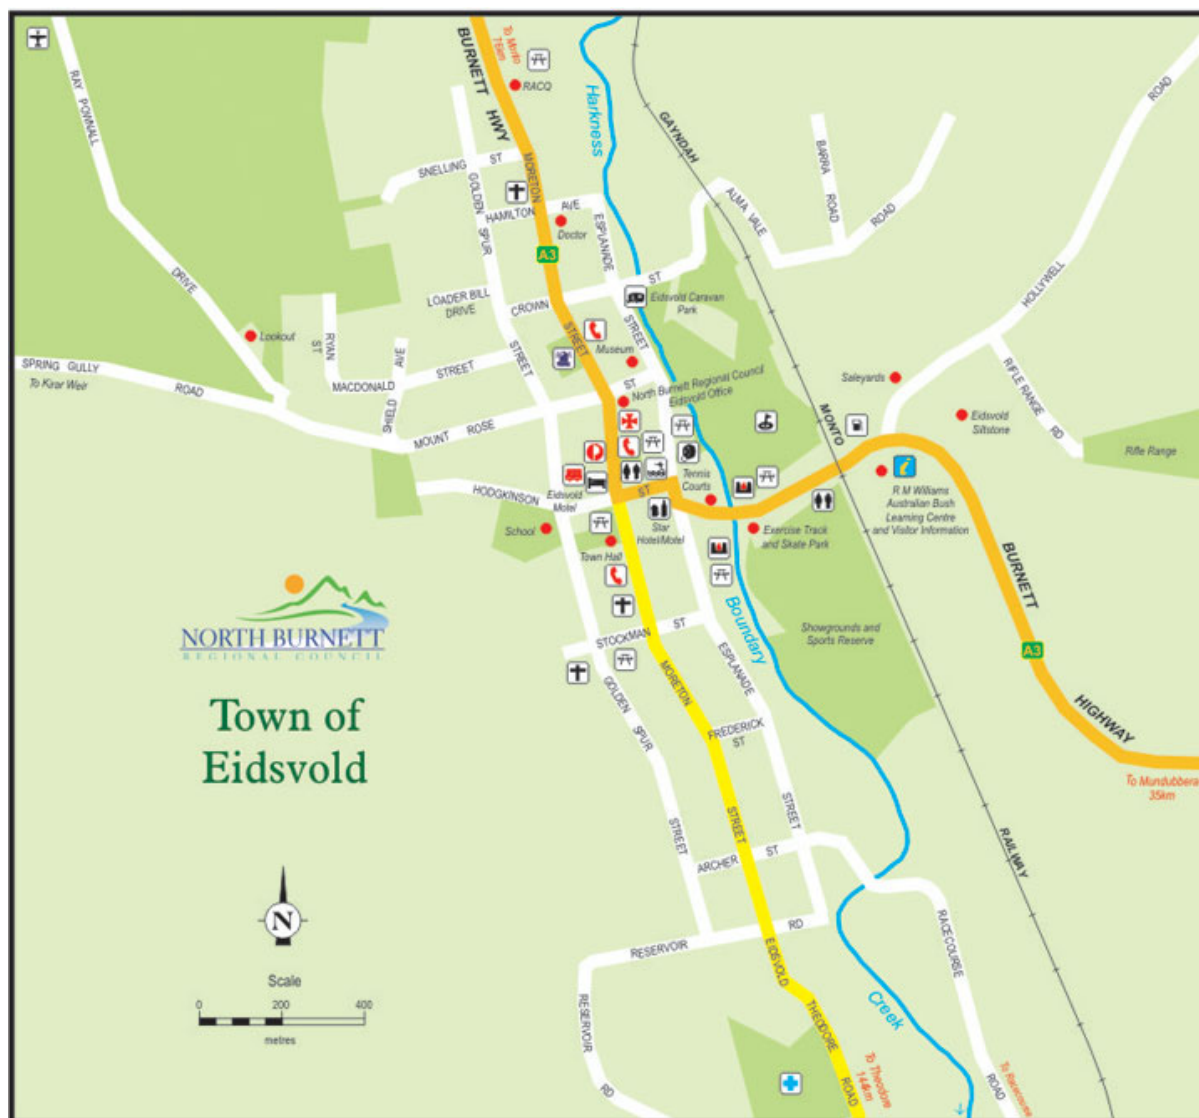 To Monto
76km
BURNETT HWY
RACQ
Harkness
GAYNDAH
ROAD
RAY POWNALL
DRIVE
SNELLING ST
GOLDEN SPUR
MORETON
HAMILTON AVE
Doctor
ESPLANADE
ALMA VALE
ROAD
BARRA ROAD
A3
LOADER BILL
DRIVE
CROWN ST
Eidsvold Caravan
Park
HOLLYWELL
Lookout
RYAN ST
SHIELD AVE
STREET
STREET
STREET
Museum
SPRING GULLY ROAD
To Kirar Weir
MACDONALD STREET
North Burnett Regional Council
Eidsvold Office
Saleyards
RIFLE RANGE RD
MOUNT ROSE ST
MONTO
Eidsvold
Siltstone
Rifle Range
HODGKINSON ST
Eidsvold
Motel
Tennis
Courts
i
R M Williams
Australian Bush
Learning Centre
and Visitor Information
School
Town Hall
Star
Hotel/Motel
Exercise Track
and Skate Park
BURNETT
HIGHWAY
A3
Boundary
Showgrounds and
Sports Reserve
STOCKMAN ST
NORTH BURNETT
REGIONAL COUNCIL
Town of
Eidsvold
GOLDEN SPUR
STREET
MORETON
STREET
ESPLANADE
STREET
FREDERICK
ST
To Mundubbera
35km
ARCHER ST
RAILWAY
N
RESERVOIR RD
RACECOURSE
ROAD
Scale
0 200 400
metres
RESERVOIR
RD
EIDSVOLD
THEODORE
ROAD
Creek
To Theodore
144km
To Racecourse